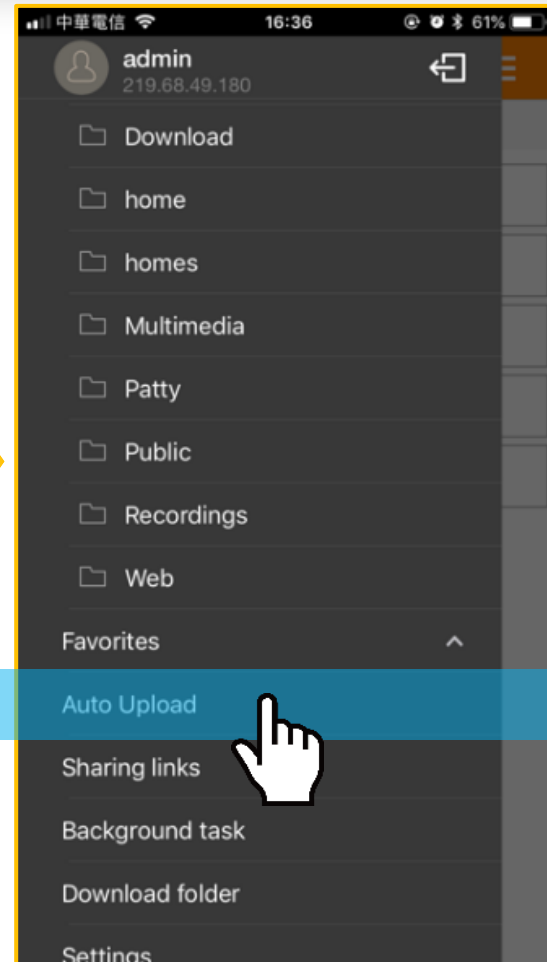 中華電信 16:36 61%
admin
219.68.49.180
Download
home
homes
Multimedia
Patty
Public
Recordings
Web
Favorites
Auto Upload
Sharing links
Background task
Download folder
Settings